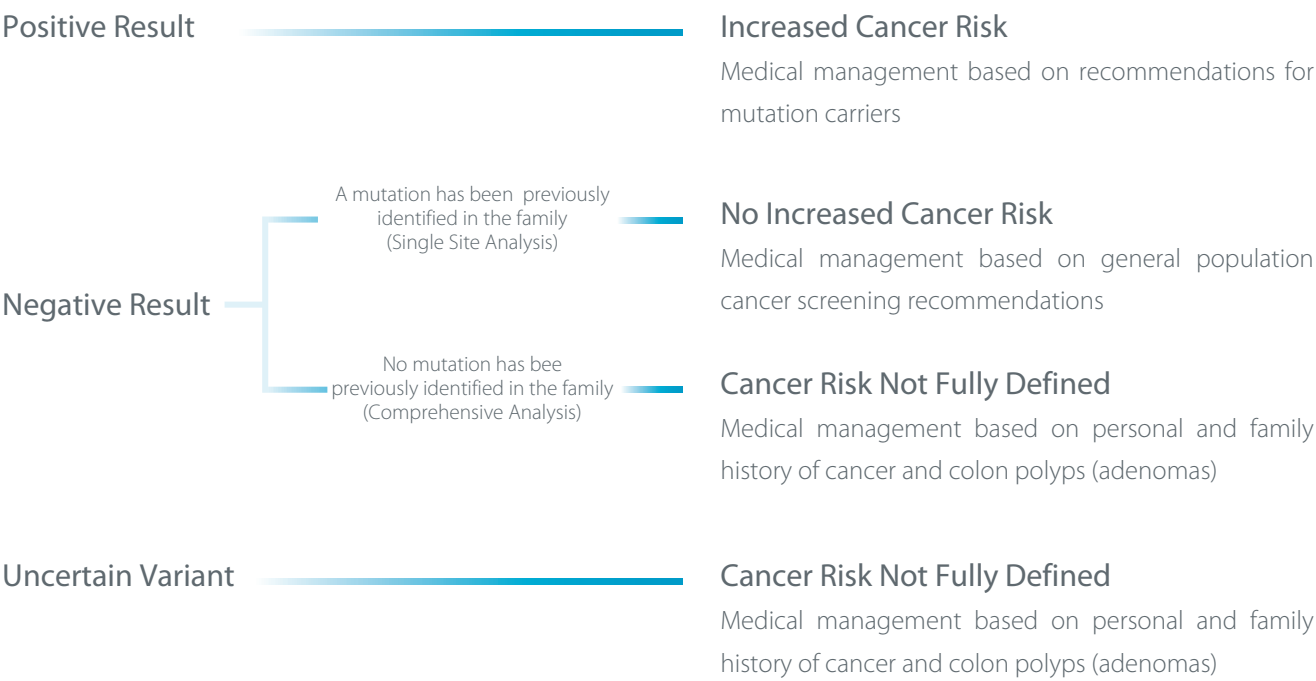 Positive Result
Increased Cancer Risk
Medical management based on recommendations for
mutation carriers
Negative Result
A mutation has been previously
identified in the family
(Single Site Analysis)
No Increased Cancer Risk
Medical management based on general population
cancer screening recommendations
No mutation has bee
previously identified in the family
(Comprehensive Analysis)
Cancer Risk Not Fully Defined
Medical management based on personal and family
history of cancer and colon polyps (adenomas)
Uncertain Variant
Cancer Risk Not Fully Defined
Medical management based on personal and family
history of cancer and colon polyps (adenomas)